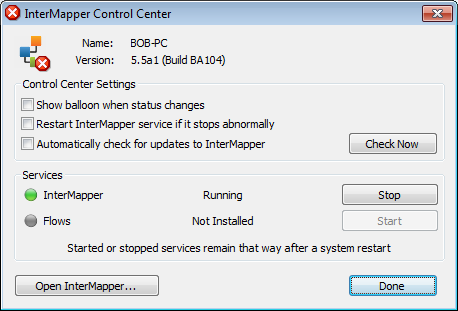 InterMapper Control Center
Name: BOB-PC
Version: 5.5a1 (Build BA104)
Control Center Settings
Show balloon when status changes
Restart InterMapper service if it stops abnormally
Automatically check for updates to InterMapper Check Now
Services
InterMapper Running Stop
Flows Not Installed Start
Started or stopped services remain that way after a system restart
Open InterMapper... Done